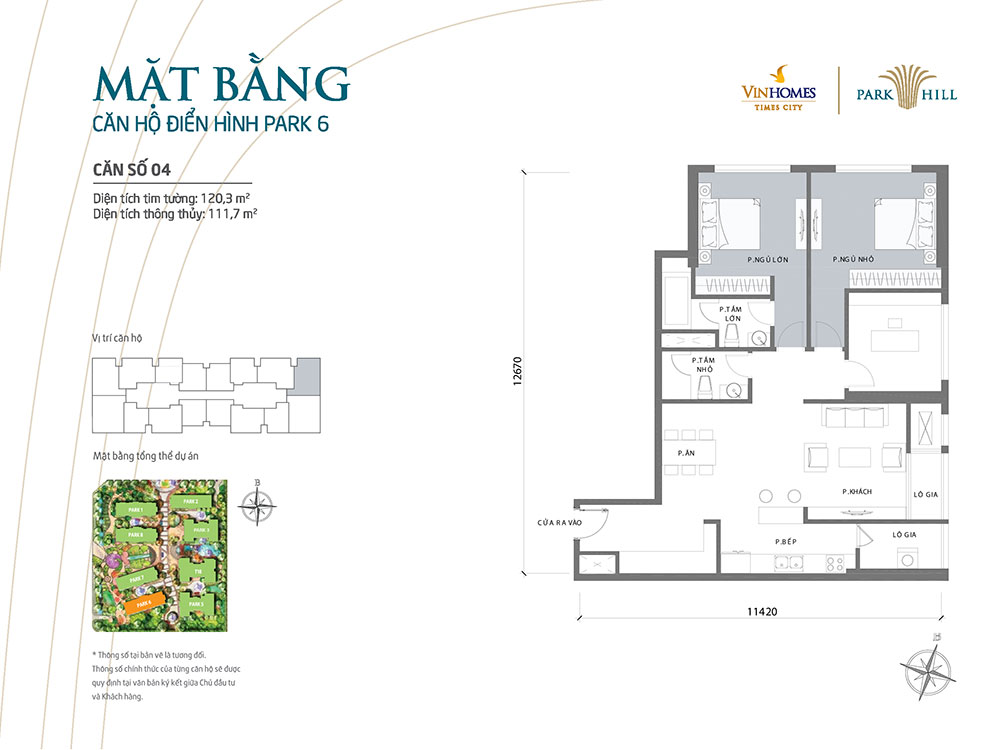 MẶT BẰNG
CĂN HỘ ĐIỂN HÌNH PARK 6
CĂN SỐ 04
Diện tích tim tường: 120,3 m²
Diện tích thông thủy: 111,7 m²
VINHOMES
TIMES CITY
PARK HILL
Vị trí căn hộ
Mặt bằng tổng thể dự án
B
PARK 1
PARK 2
PARK 8
PARK 3
PARK 7
T18
PARK 6
PARK 5
* Thông số tại bản vẽ là tương đối.
Thông số chính thức của từng căn hộ sẽ được
quy định tại văn bản ký kết giữa Chủ đầu tư
và Khách hàng.
12670
P.NGỦ LỚN
P.NGỦ NHỎ
P.TẮM
LỚN
P.TẮM
NHỎ
P.ĂN
P.KHÁCH
LÔ GIA
CỬA RA VÀO
P.BẾP
LÔ GIA
11420
B